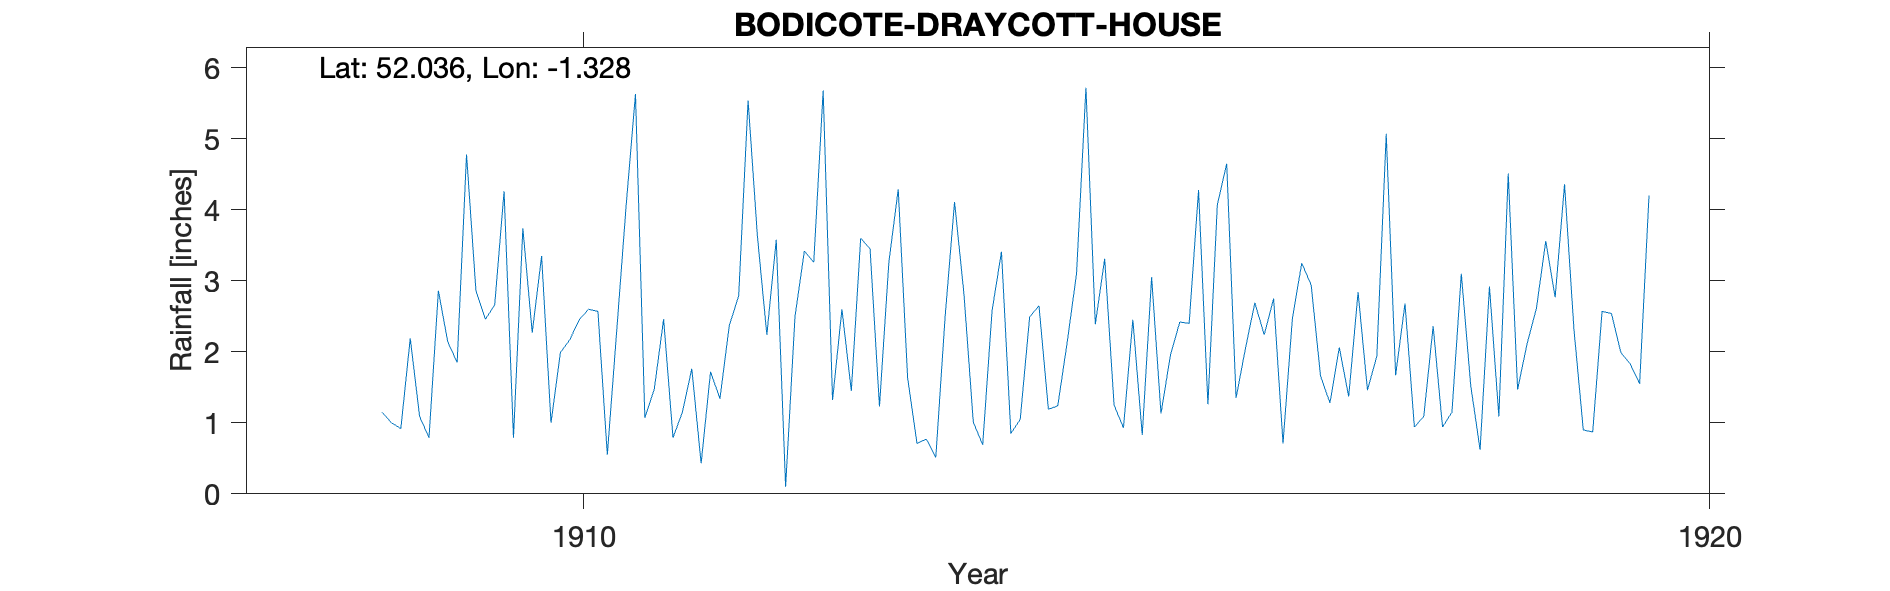 BODICOTE-DRAYCOTT-HOUSE
Lat: 52.036, Lon: -1.328
6
5
4
3
2
1
0
Rainfall [inches]
1910 1920
Year